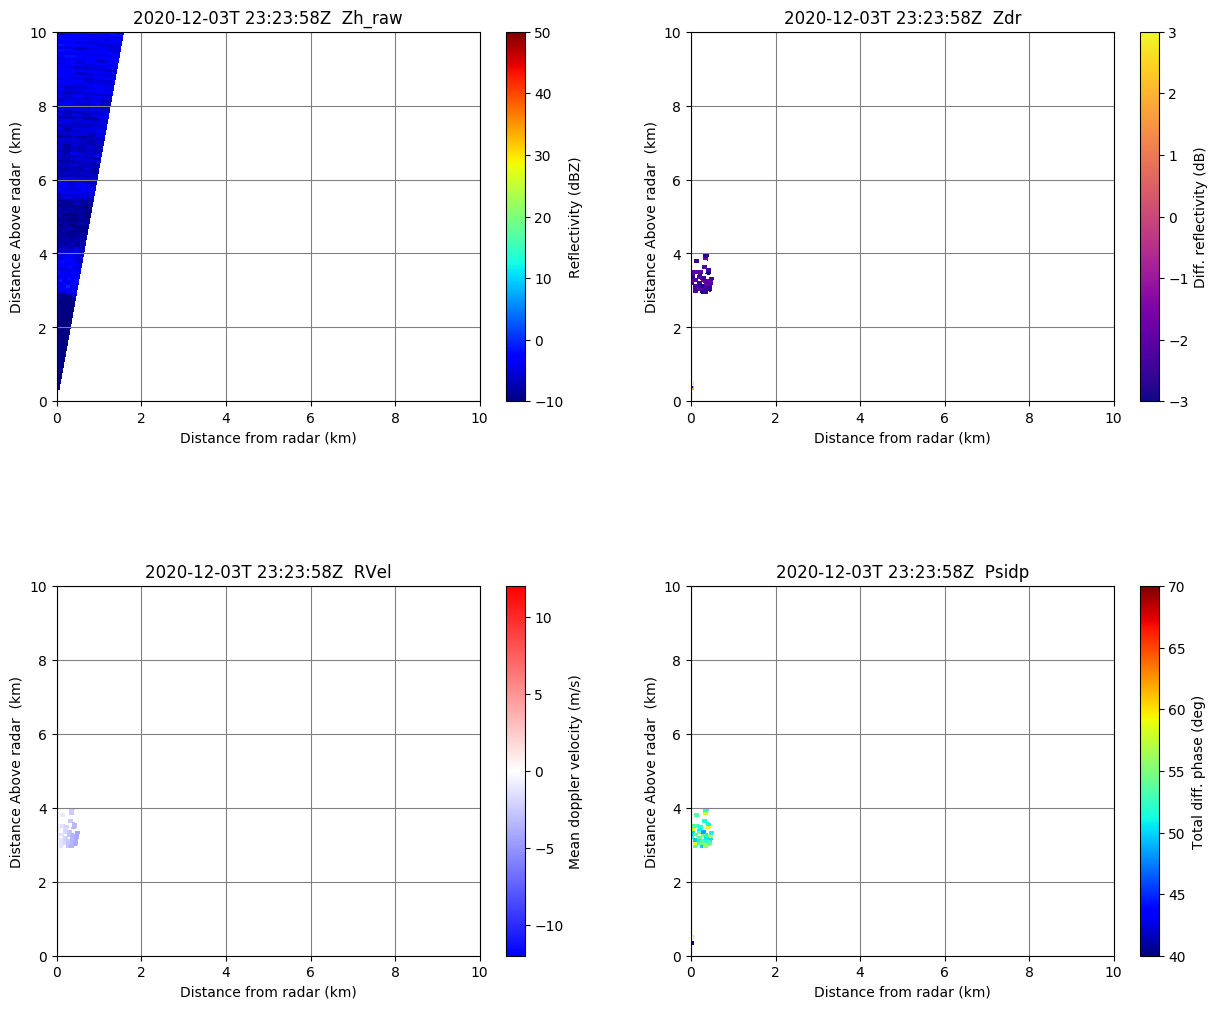 2020-12-03T 23:23:58Z  Zh_raw
10
8
6
4
2
0
0 2 4 6 8 10
Distance Above radar  (km)
Distance from radar (km)
50
40
30
20
10
0
−10
Reflectivity (dBZ)
2020-12-03T 23:23:58Z  Zdr
10
8
6
4
2
0
0 2 4 6 8 10
Distance Above radar  (km)
Distance from radar (km)
3
2
1
0
−1
−2
−3
Diff. reflectivity (dB)
2020-12-03T 23:23:58Z  RVel
10
8
6
4
2
0
0 2 4 6 8 10
Distance Above radar  (km)
Distance from radar (km)
10
5
0
−5
−10
Mean doppler velocity (m/s)
2020-12-03T 23:23:58Z  Psidp
10
8
6
4
2
0
0 2 4 6 8 10
Distance Above radar  (km)
Distance from radar (km)
70
65
60
55
50
45
40
Total diff. phase (deg)